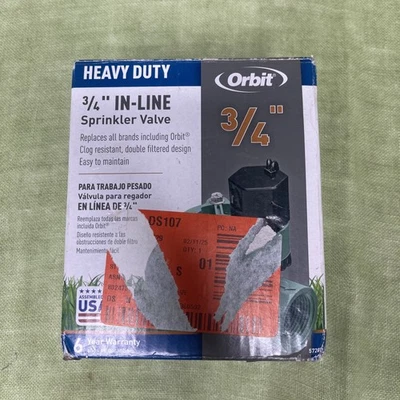 HEAVY DUTY
Orbit®
3/4" IN-LINE
Sprinkler Valve
3/4"
Replaces all brands including Orbit®
Clog resistant, double filtered design
Easy to maintain
PARA TRABAJO PESADO
Válvula para regador
EN LÍNEA DE 3/4"
Reemplaza todas las marcas
incluida Orbit®
Diseño resistente a las
obstrucciones de doble filtro
Mantenimiento fácil
DS107
01
S
ASSEMBLED
USA
6 Year Warranty